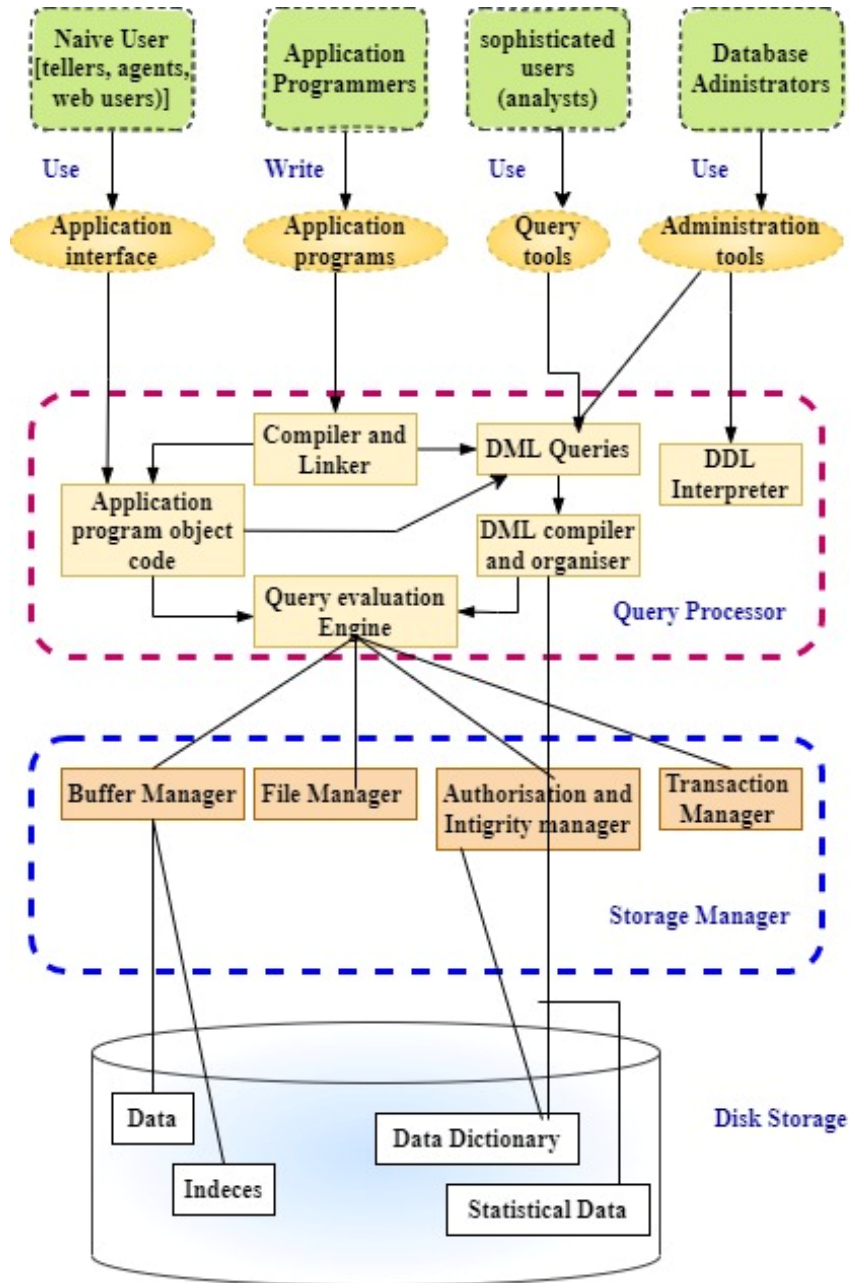 Naive User
[tellers, agents,
web users)]
Application
Programmers
sophisticated
users
(analysts)
Database
Adinistrators
Use
Write
Use
Use
Application
interface
Application
programs
Query
tools
Administration
tools
Compiler and
Linker
DML Queries
DDL
Interpreter
Application
program object
code
DML compiler
and organiser
Query evaluation
Engine
Query Processor
Buffer Manager
File Manager
Authorisation and
Intigrity manager
Transaction
Manager
Storage Manager
Data
Indeces
Data Dictionary
Statistical Data
Disk Storage